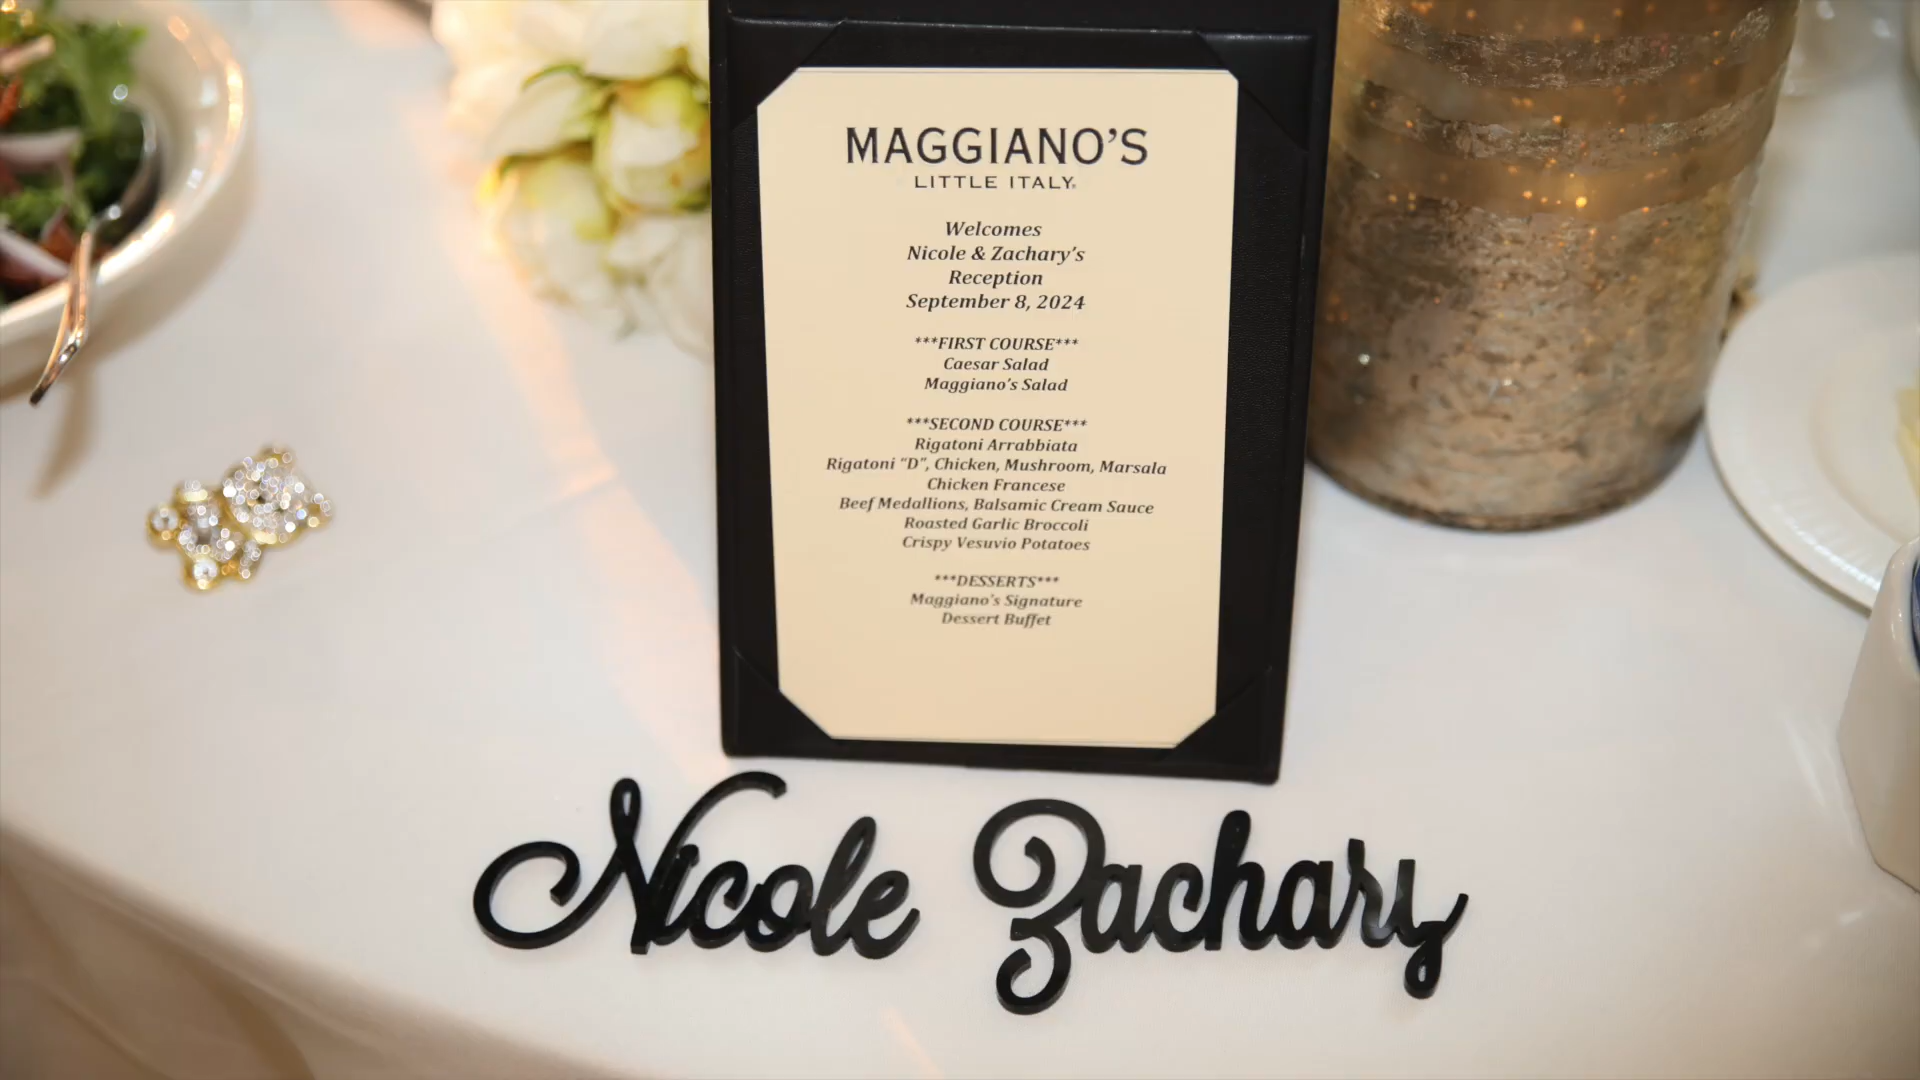 MAGGIANO'S
LITTLE ITALY®
Welcomes
Nicole & Zachary's
Reception
September 8, 2024
***FIRST COURSE***
Caesar Salad
Maggiano's Salad
***SECOND COURSE***
Rigatoni Arrabbiata
Rigatoni "D", Chicken, Mushroom, Marsala
Chicken Francese
Beef Medallions, Balsamic Cream Sauce
Roasted Garlic Broccoli
Crispy Vesuvio Potatoes
***DESSERTS***
Maggiano's Signature
Dessert Buffet
Nicole Zachary